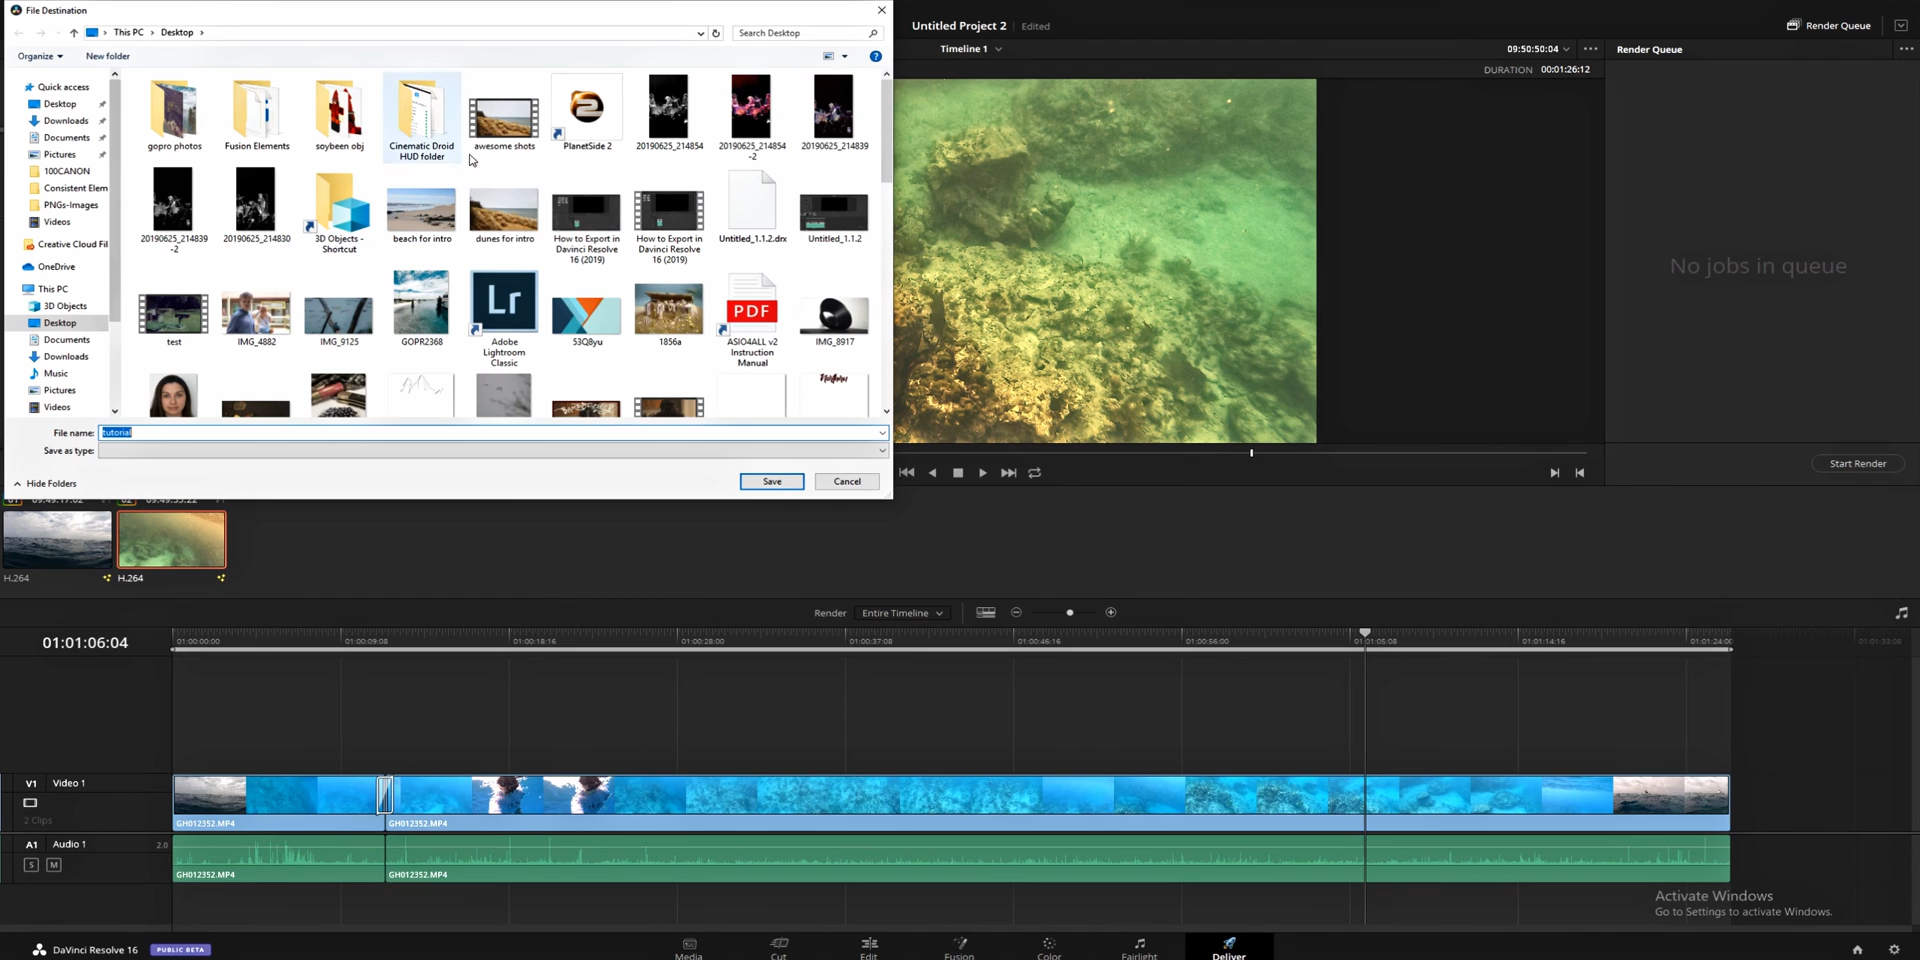 File Destination
This PC > Desktop >
Search Desktop
Organize
New folder
Quick access
Desktop
Downloads
Documents
Pictures
100CANON
Consistent Elem
PNGs-Images
Videos
Creative Cloud Fil
OneDrive
This PC
3D Objects
Desktop
Documents
Downloads
Music
Pictures
Videos
gopro photos
Fusion Elements
soybeen obj
Cinematic Droid
HUD folder
awesome shots
PlanetSide 2
20190625_214854
20190625_214854
-2
20190625_214839
20190625_214839
-2
20190625_214830
3D Objects -
Shortcut
beach for intro
dunes for intro
How to Export in
Davinci Resolve
16 (2019)
How to Export in
Davinci Resolve
16 (2019)
Untitled_1.1.2.drx
Untitled_1.1.2
Lr
PDF
test
IMG_4882
IMG_9125
GOPR2368
Adobe
Lightroom
Classic
53Q8yu
1856a
ASIO4ALL v2
Instruction
Manual
IMG_8917
File name:
tutorial
Save as type:
Hide Folders
Save
Cancel
Untitled Project 2
Edited
Render Queue
Timeline 1
09:50:50:04
Render Queue
DURATION 00:01:26:12
No jobs in queue
Start Render
H.264
H.264
Render
Entire Timeline
01:01:06:04
01:00:00:00
01:00:09:08
01:00:18:16
01:00:28:00
01:00:37:08
01:00:46:16
01:00:56:00
01:01:05:08
01:01:14:16
01:01:24:00
01:01:33:08
V1
Video 1
2 Clips
GH012352.MP4
GH012352.MP4
A1
Audio 1
2.0
S
M
GH012352.MP4
GH012352.MP4
Activate Windows
Go to Settings to activate Windows.
DaVinci Resolve 16
PUBLIC BETA
Media
Cut
Edit
Fusion
Color
Fairlight
Deliver